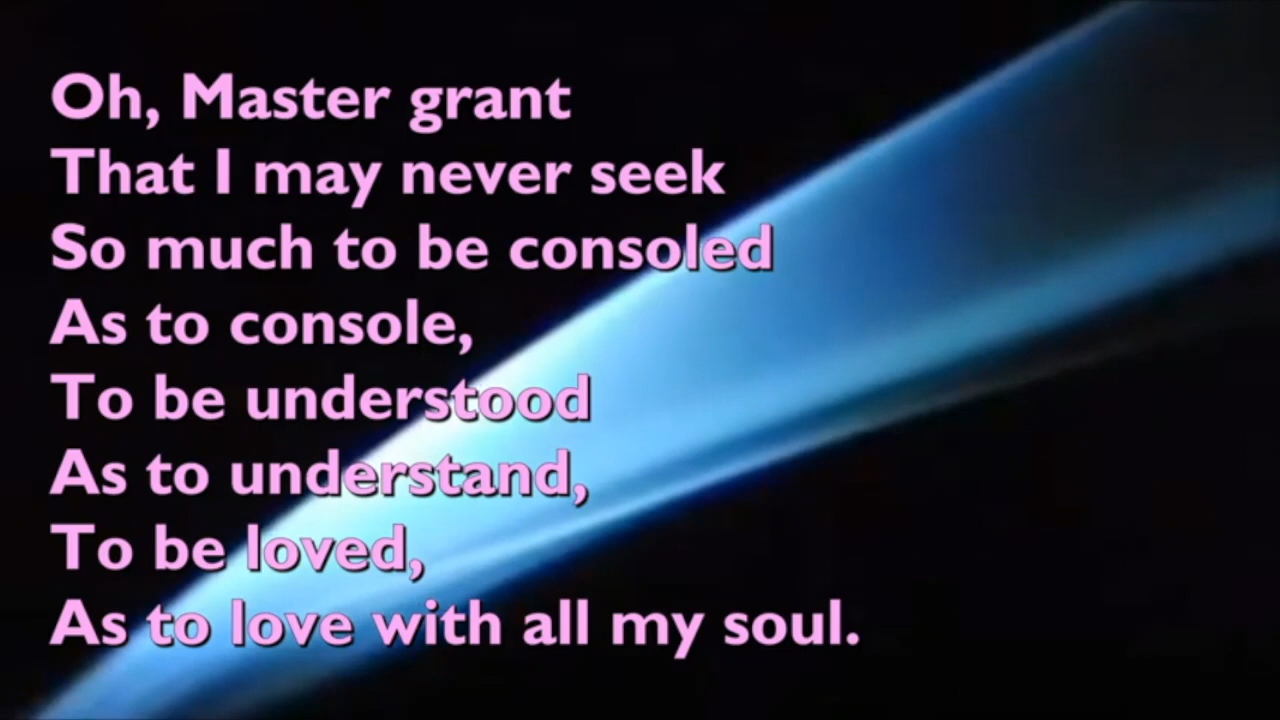 Oh, Master grant
That I may never seek
So much to be consoled
As to console,
To be understood
As to understand,
To be loved,
As to love with all my soul.